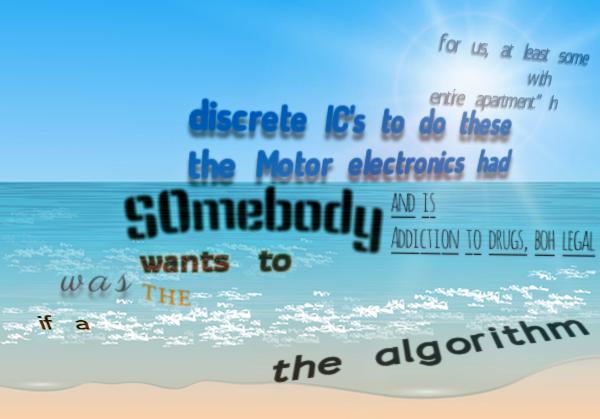 for us, at least some
with
entire apartment." h
discrete IC's to do these
the Motor electronics had
somebody
and is
Addiction to drugs, boh legal
wants to
was
THE
if a
the algorithm